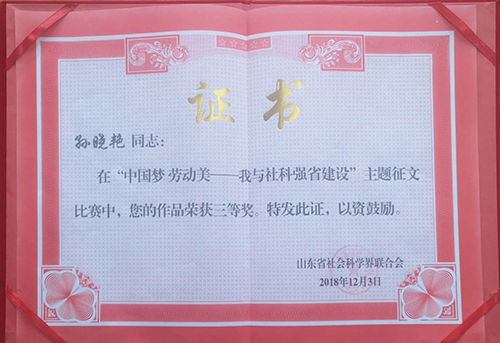 证书
孙晓艳 同志：
在“中国梦 劳动美——我与社科强省建设”主题征文
比赛中，您的作品荣获三等奖。特发此证，以资鼓励。
山东省社会科学界联合会
2018年12月3日